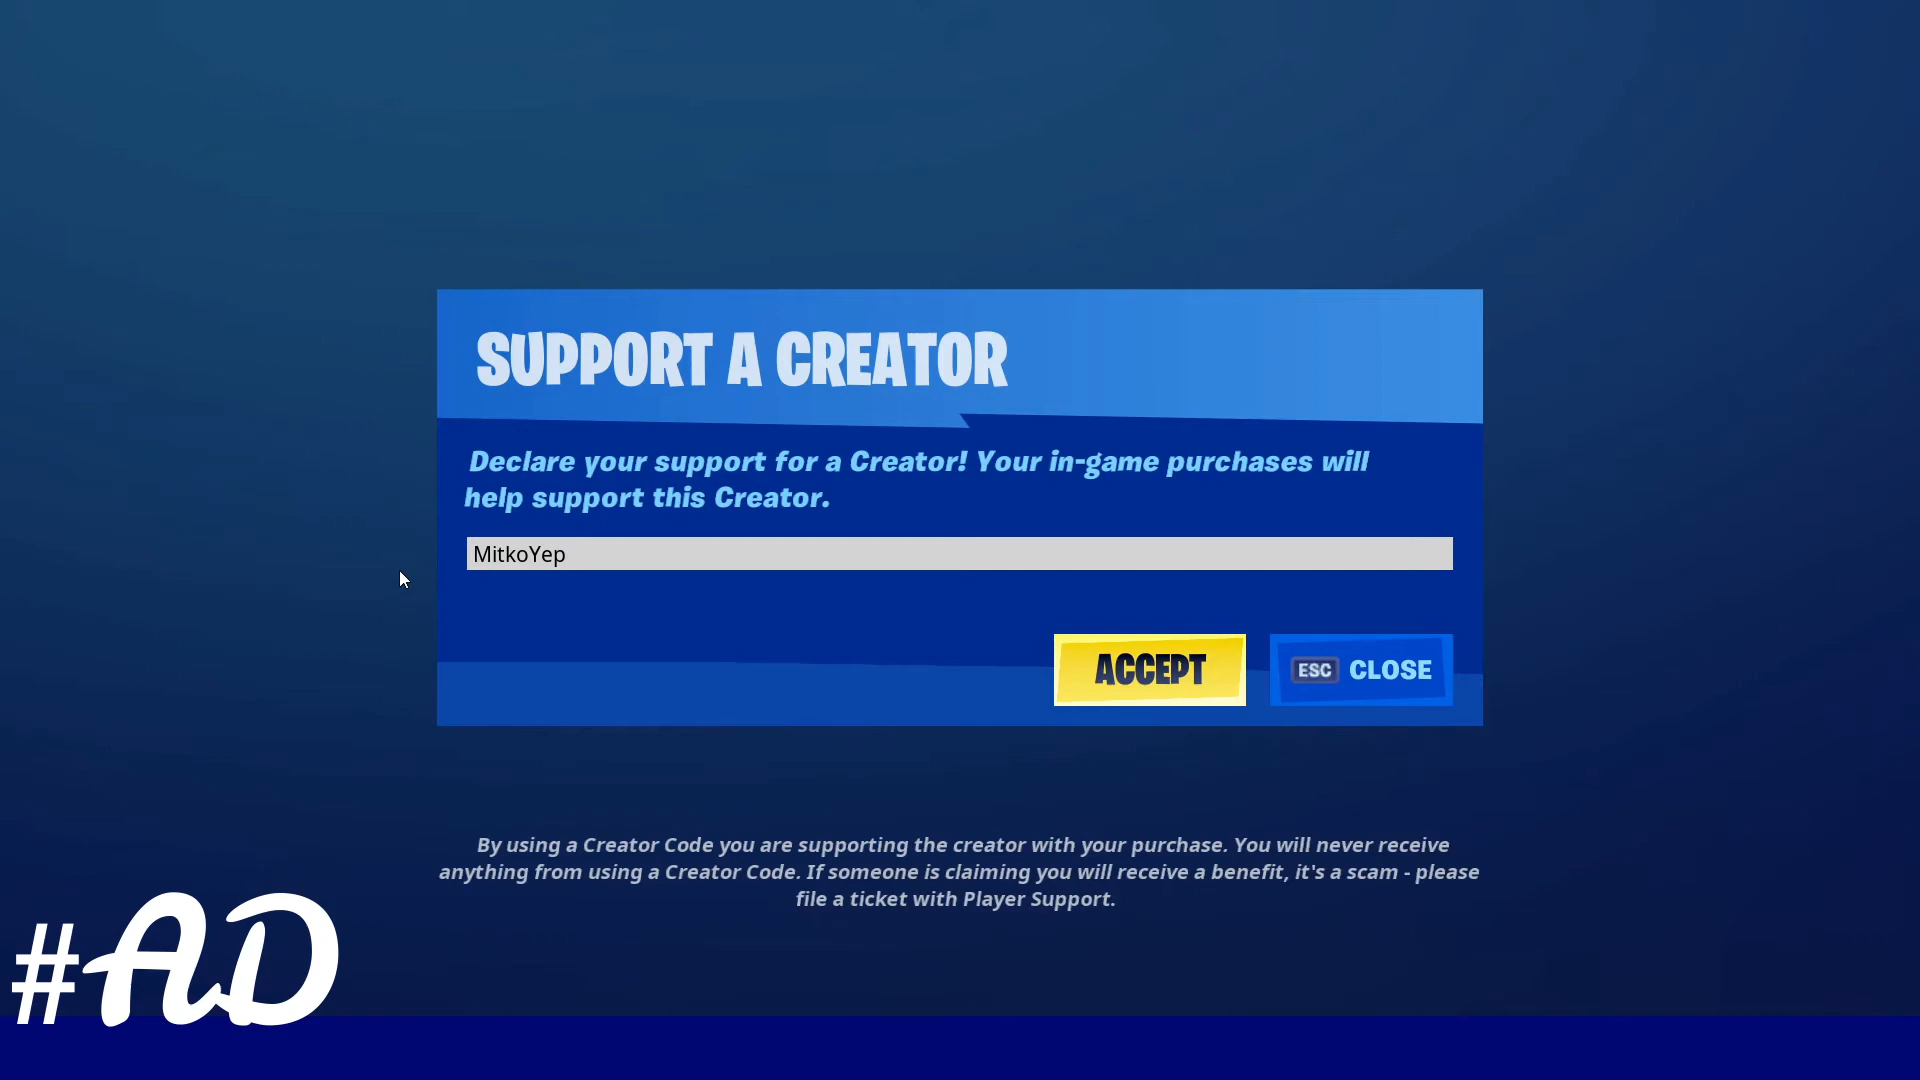 SUPPORT A CREATOR
Declare your support for a Creator! Your in-game purchases will
help support this Creator.
MitkoYep
ACCEPT
ESC CLOSE
By using a Creator Code you are supporting the creator with your purchase. You will never receive
anything from using a Creator Code. If someone is claiming you will receive a benefit, it's a scam - please
file a ticket with Player Support.
#AD